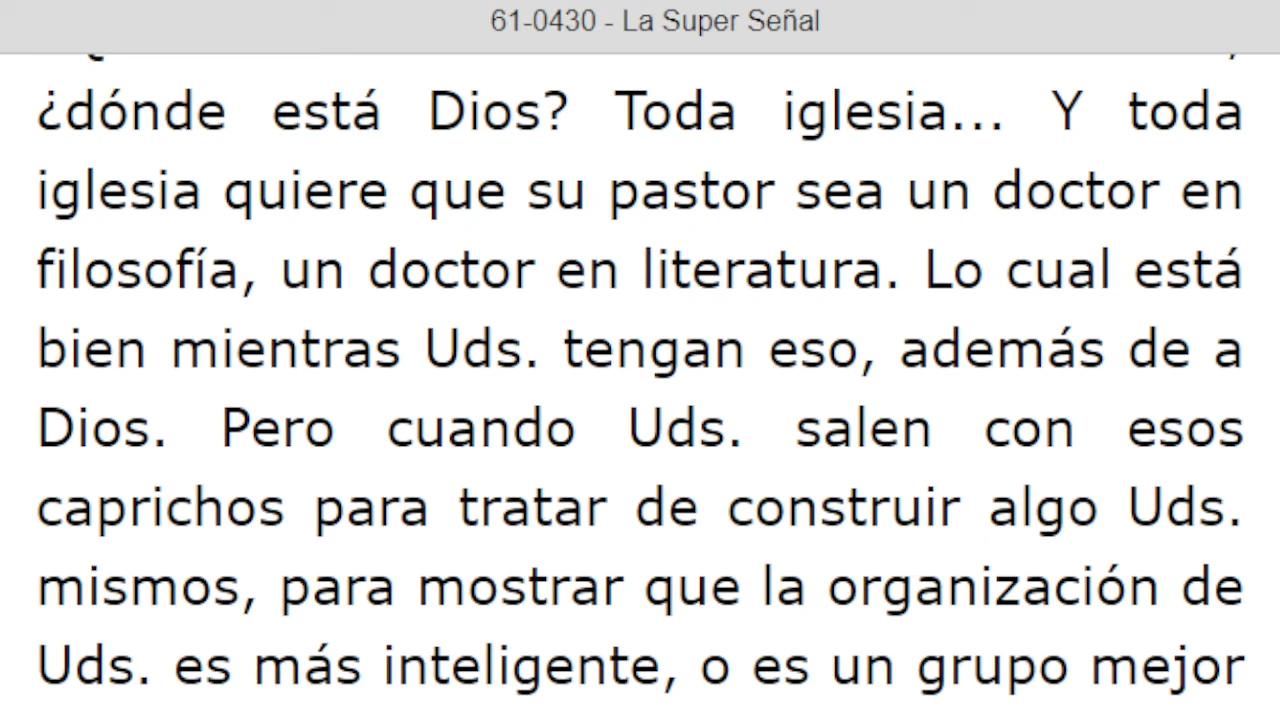 61-0430 - La Super Señal
¿dónde está Dios? Toda iglesia... Y toda
iglesia quiere que su pastor sea un doctor en
filosofía, un doctor en literatura. Lo cual está
bien mientras Uds. tengan eso, además de a
Dios. Pero cuando Uds. salen con esos
caprichos para tratar de construir algo Uds.
mismos, para mostrar que la organización de
Uds. es más inteligente, o es un grupo mejor